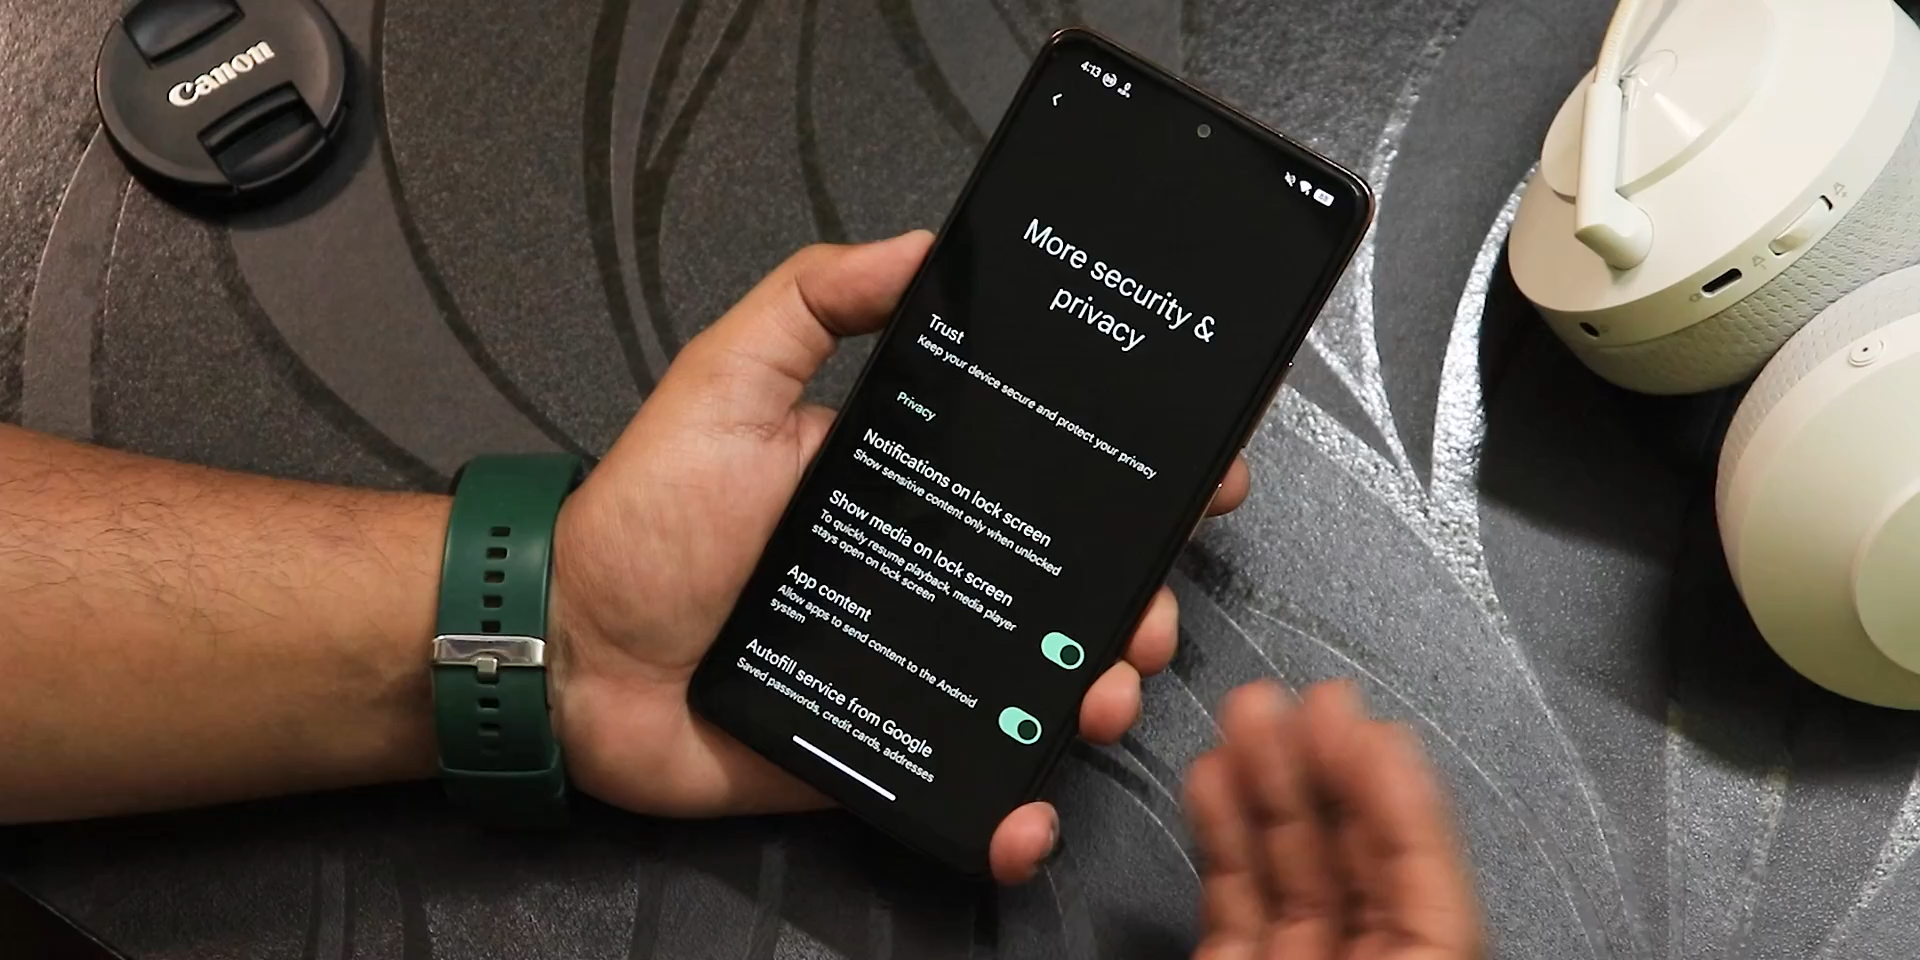 Canon
4:13
More security &
privacy
Trust
Keep your device secure and protect your privacy
Privacy
Notifications on lock screen
Show sensitive content only when unlocked
Show media on lock screen
To quickly resume playback, media player
stays open on lock screen
App content
Allow apps to send content to the Android
system
Autofill service from Google
Saved passwords, credit cards, addresses